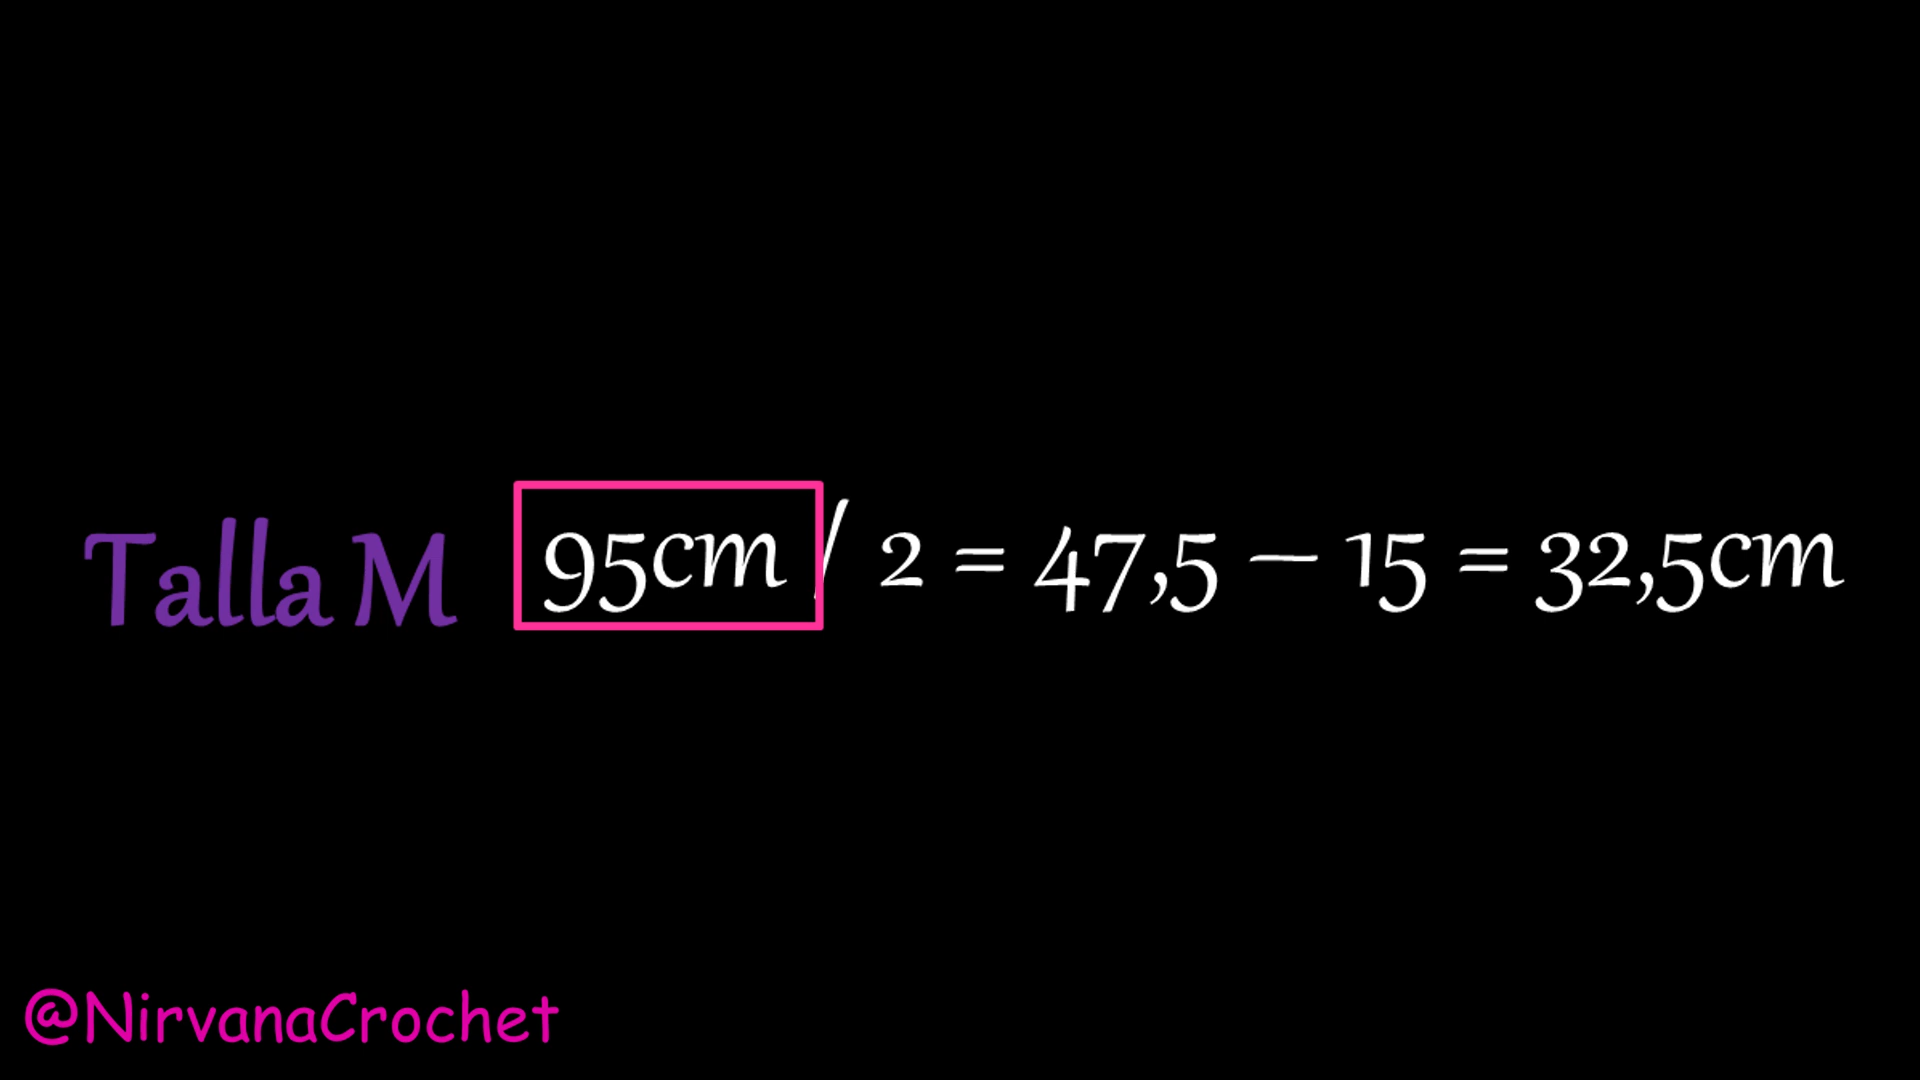 Talla M 95cm / 2 = 47,5 – 15 = 32,5cm
@NirvanaCrochet